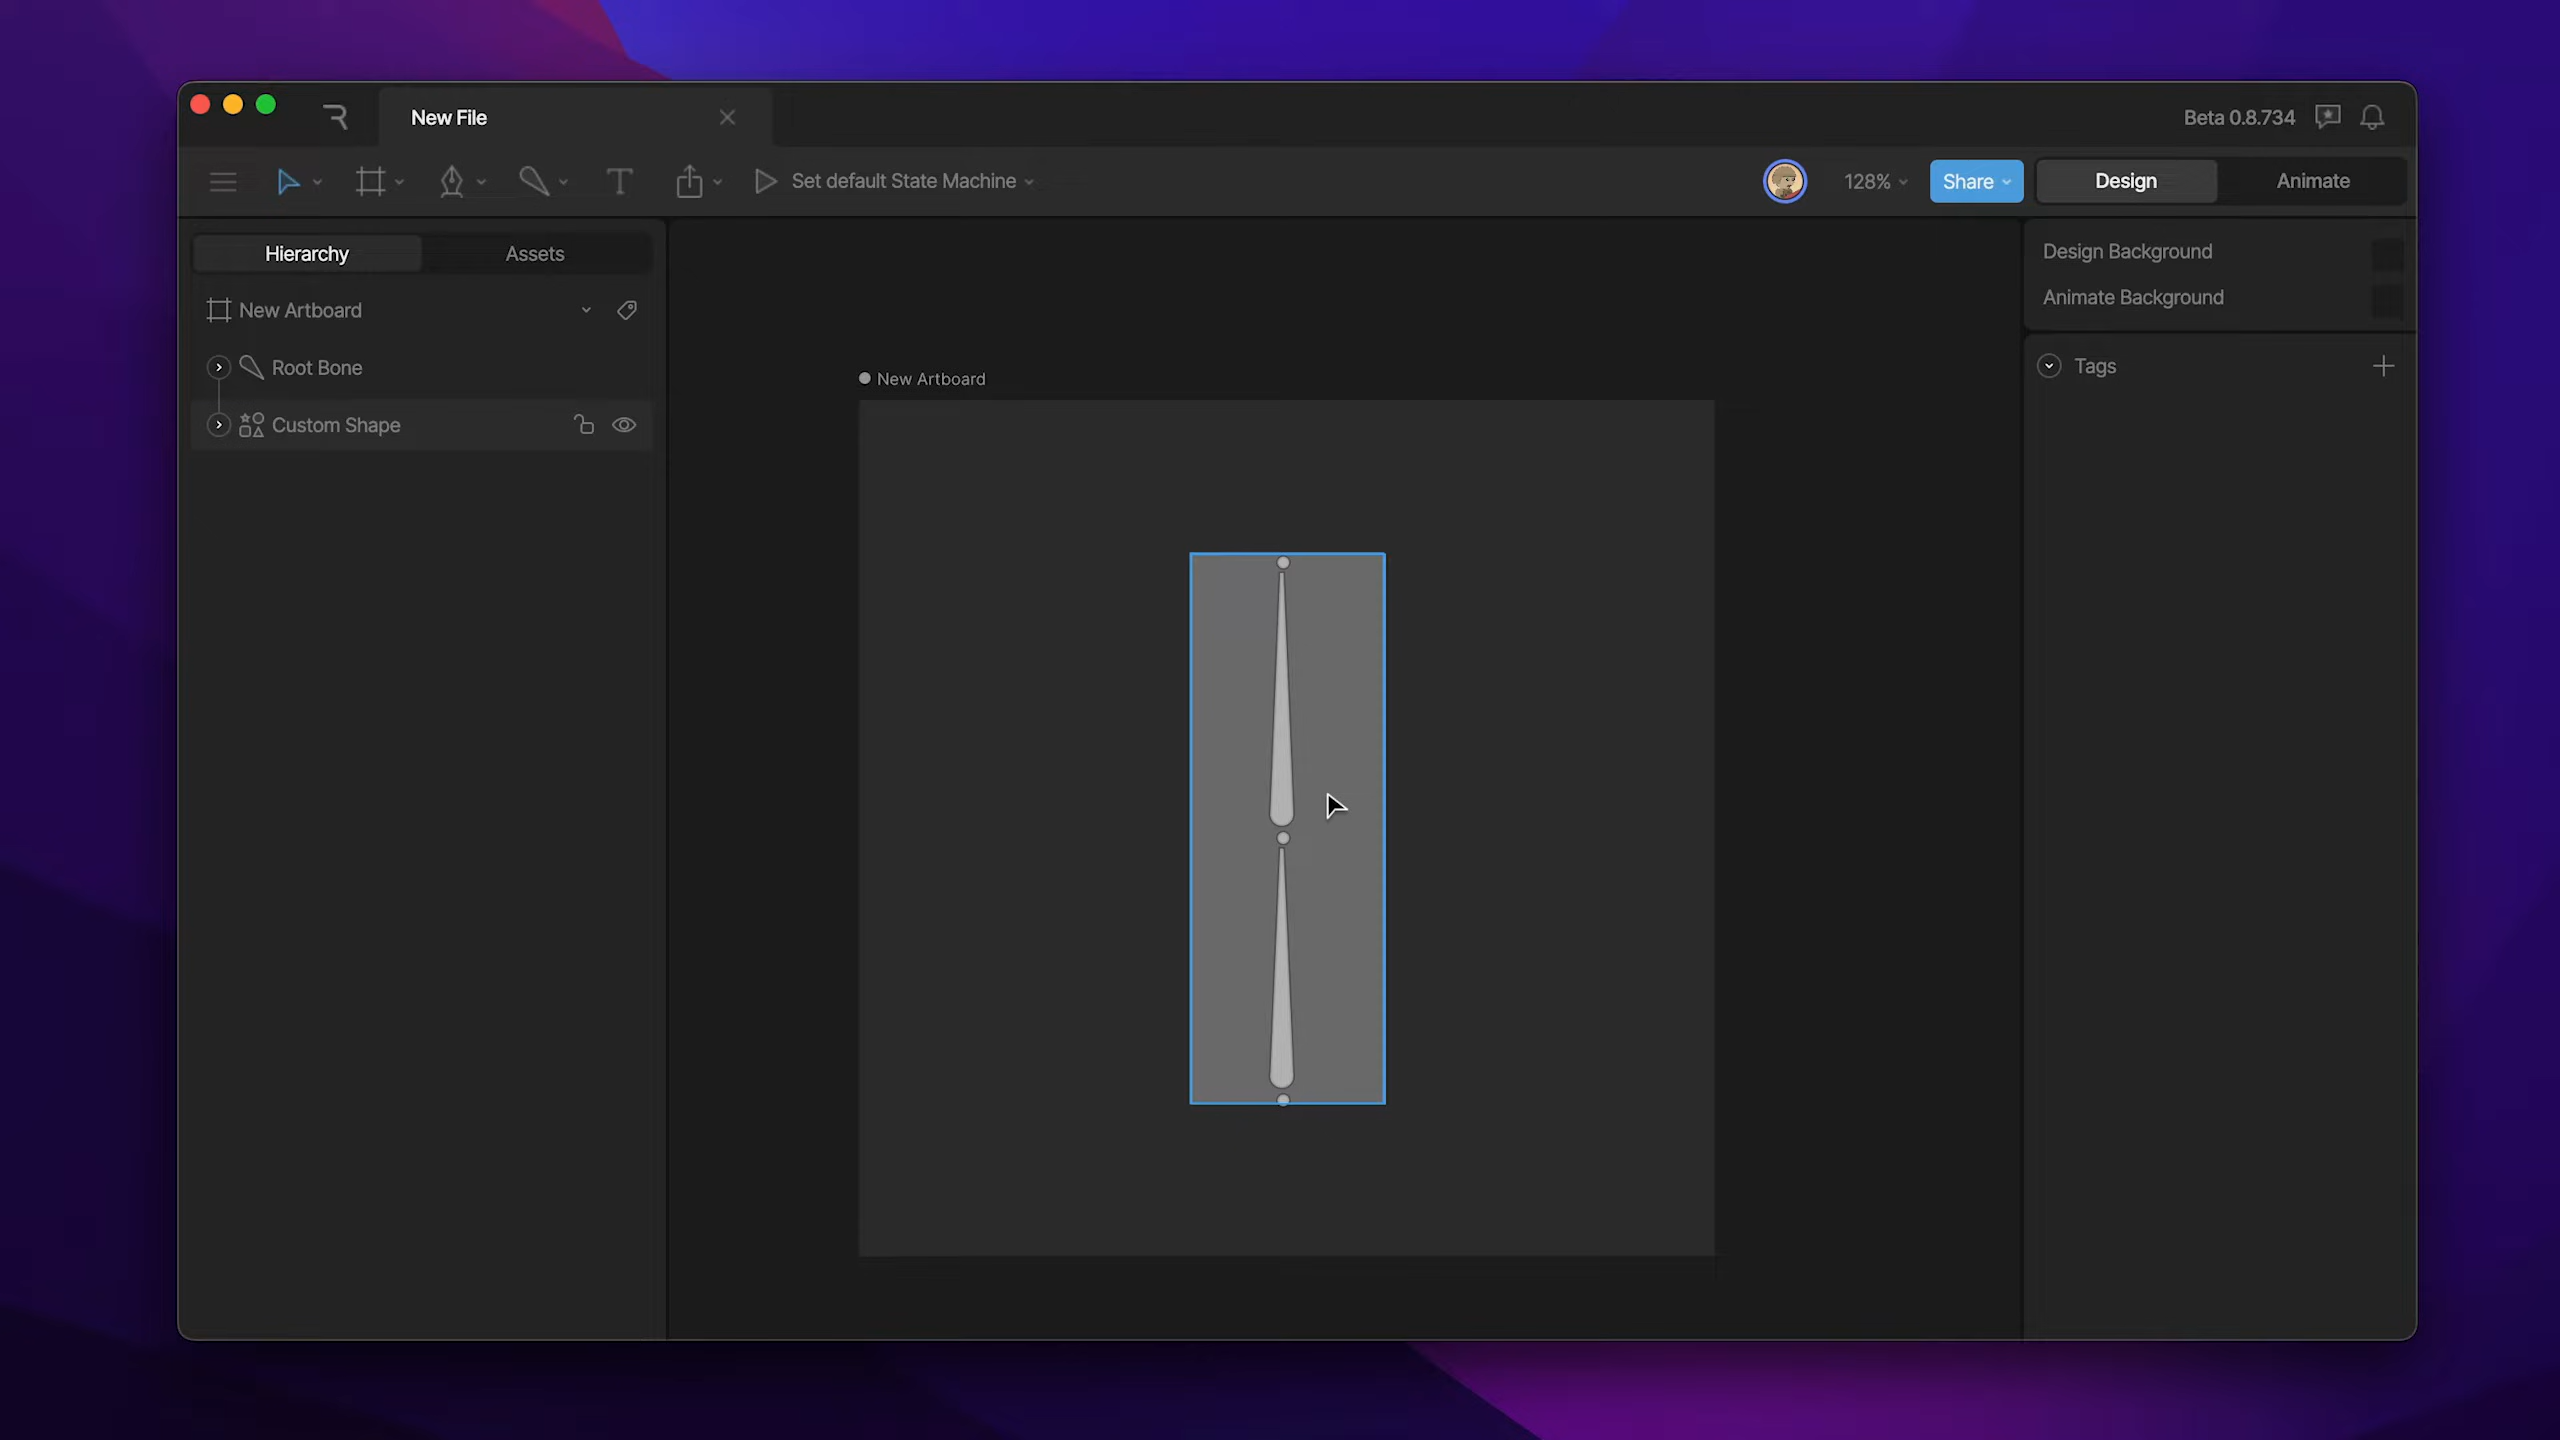 New File
Beta 0.8.734
Set default State Machine
128%
Share
Design
Animate
Hierarchy
Assets
New Artboard
Root Bone
Custom Shape
New Artboard
Design Background
Animate Background
Tags